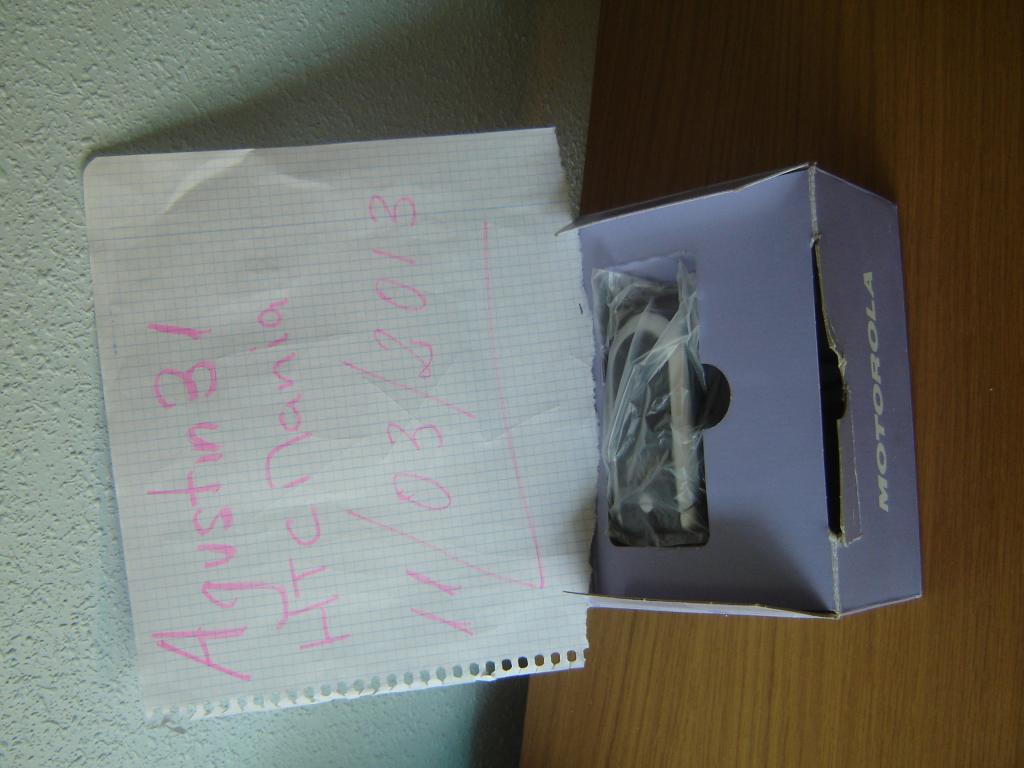 Agustin31
HTCMania
11/03/2013
MOTOROLA